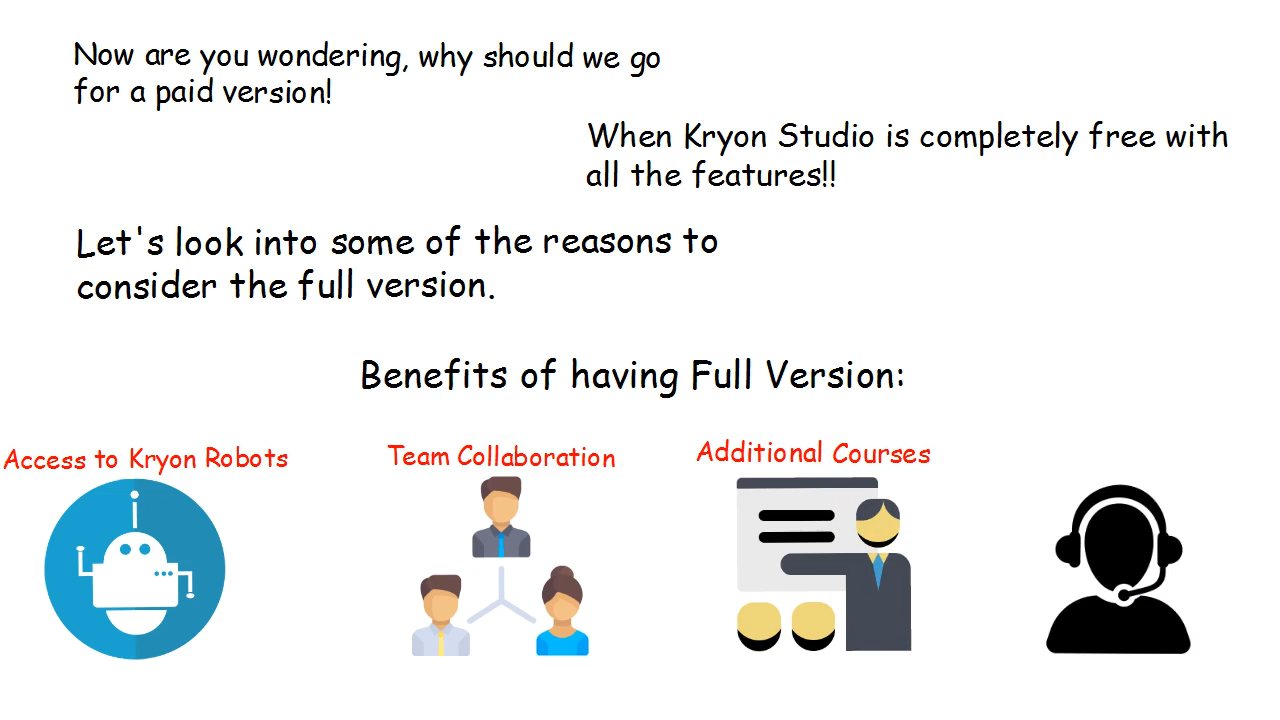 Now are you wondering, why should we go
for a paid version!
When Kryon Studio is completely free with
all the features!!
Let's look into some of the reasons to
consider the full version.
Benefits of having Full Version:
Access to Kryon Robots
Team Collaboration
Additional Courses